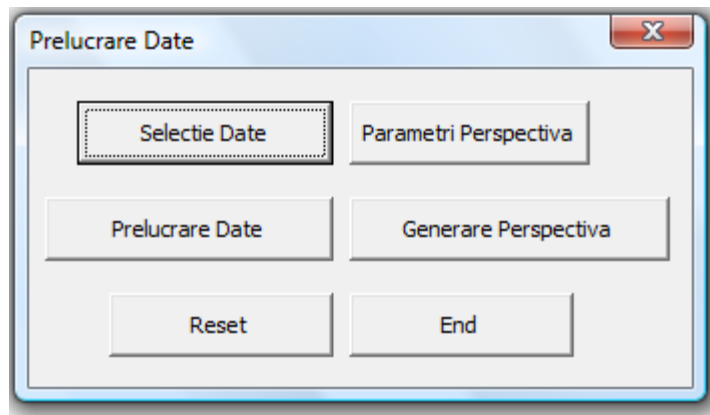 Prelucrare Date
Selectie Date
Parametri Perspectiva
Prelucrare Date
Generare Perspectiva
Reset
End